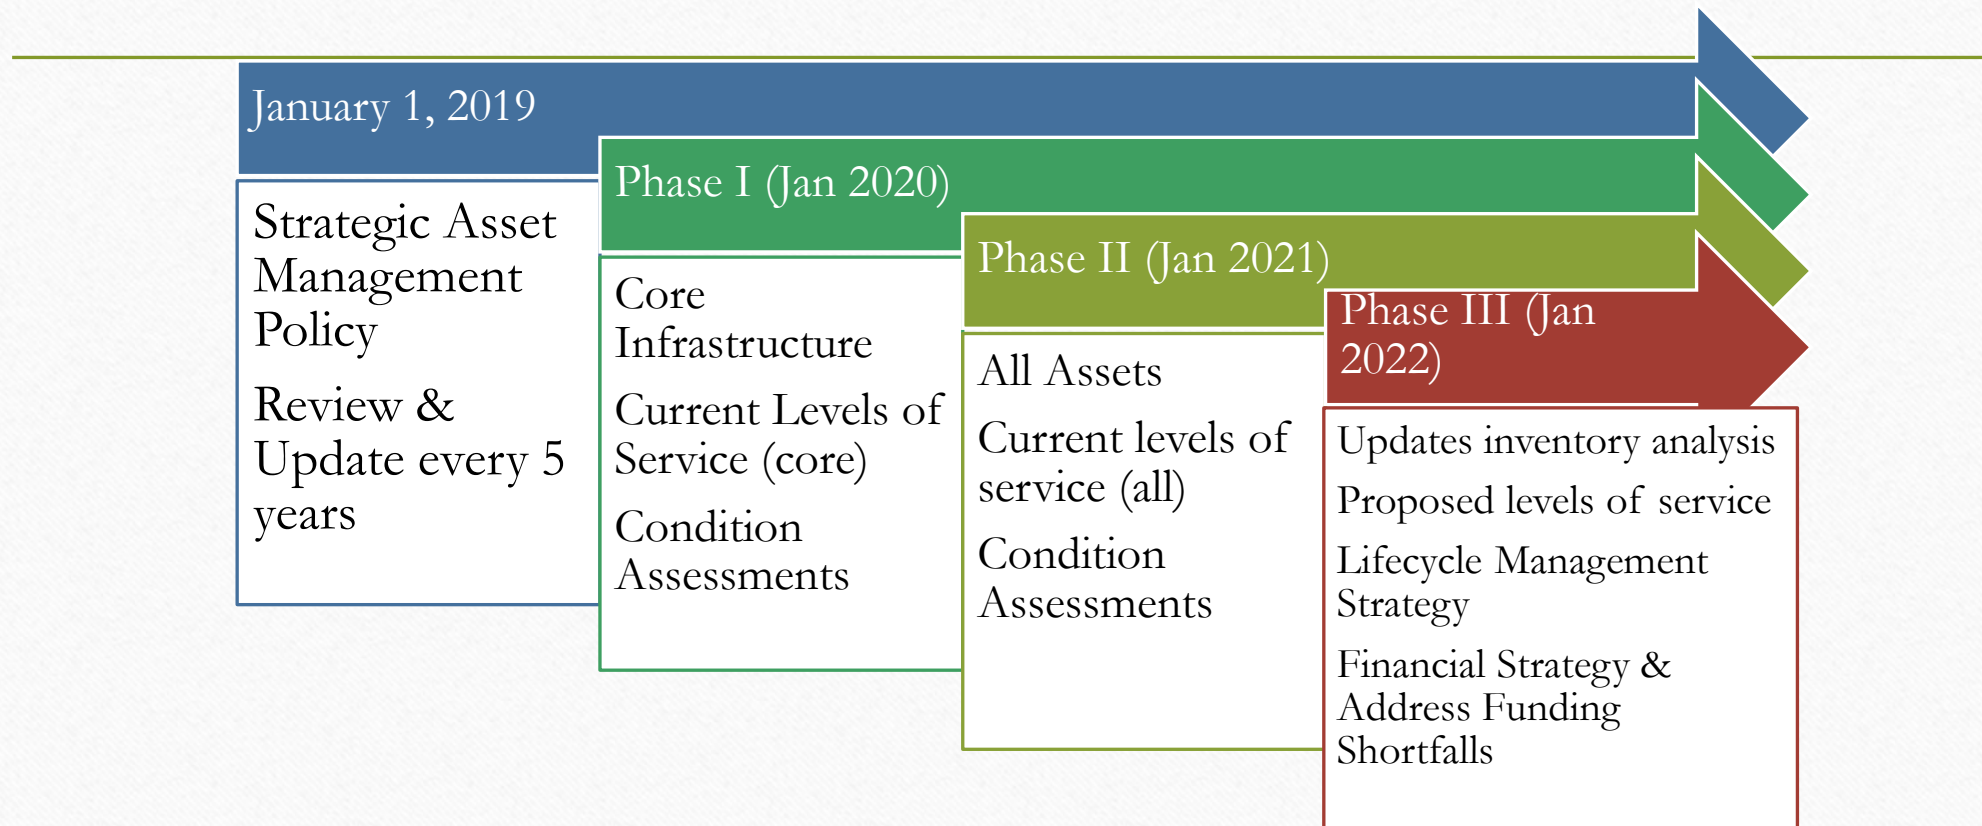 January 1, 2019
Strategic Asset
Management
Policy
Review &
Update every 5
years
Phase I (Jan 2020)
Core
Infrastructure
Current Levels of
Service (core)
Condition
Assessments
Phase II (Jan 2021)
All Assets
Current levels of
service (all)
Condition
Assessments
Phase III (Jan
2022)
Updates inventory analysis
Proposed levels of service
Lifecycle Management
Strategy
Financial Strategy &
Address Funding
Shortfalls